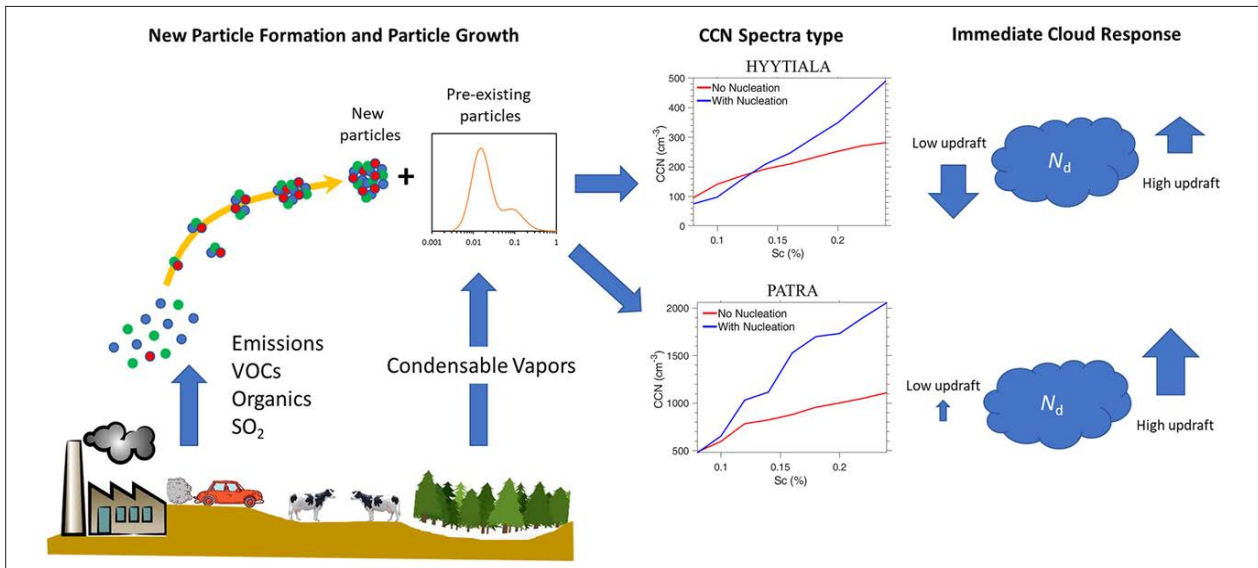 New Particle Formation and Particle Growth
New
particles
+
Pre-existing
particles
0.001
0.01
0.1
1
Emissions
VOCs
Organics
SO₂
Condensable Vapors
CCN Spectra type
HYYTIALA
No Nucleation
With Nucleation
CCN (cm⁻³)
500
400
300
200
100
0
0.1
0.15
0.2
Sc (%)
PATRA
No Nucleation
With Nucleation
CCN (cm⁻³)
2000
1500
1000
500
0.1
0.15
0.2
Sc (%)
Immediate Cloud Response
Low updraft
N_d
High updraft
Low updraft
N_d
High updraft